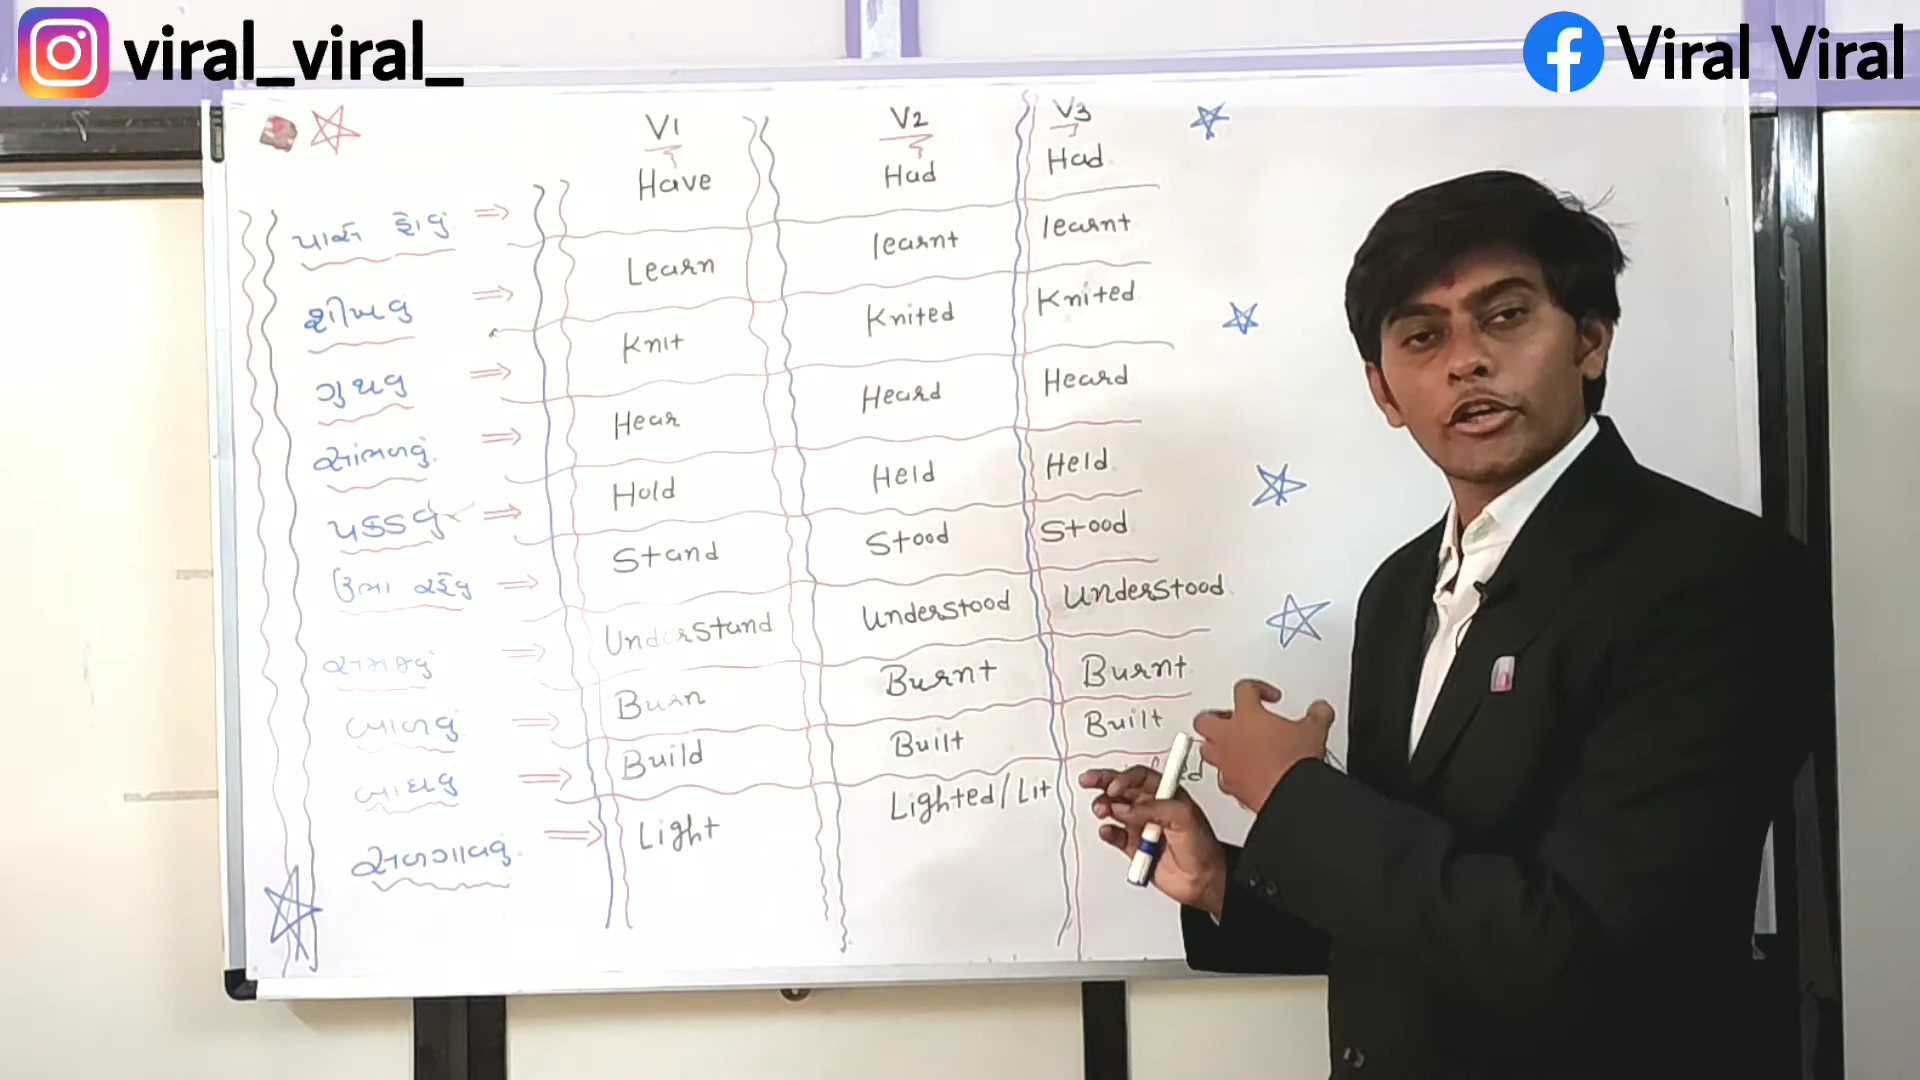 viral_viral_ Viral Viral
V1 V2 V3
પાસે હોવું ⇒ Have Had Had
શીખવુ ⇒ Learn learnt learnt
ગુથવુ ⇒ Knit Knited Knited
સાંભળવું ⇒ Hear Heard Heard
પકડવુ ⇒ Hold Held Held
ઉભા રહેવુ ⇒ Stand Stood Stood
સમજવું ⇒ Understand Understood Understood
બાળવું ⇒ Burn Burnt Burnt
બાંધવુ ⇒ Build Built Built
સળગાવવું ⇒ Light Lighted/Lit